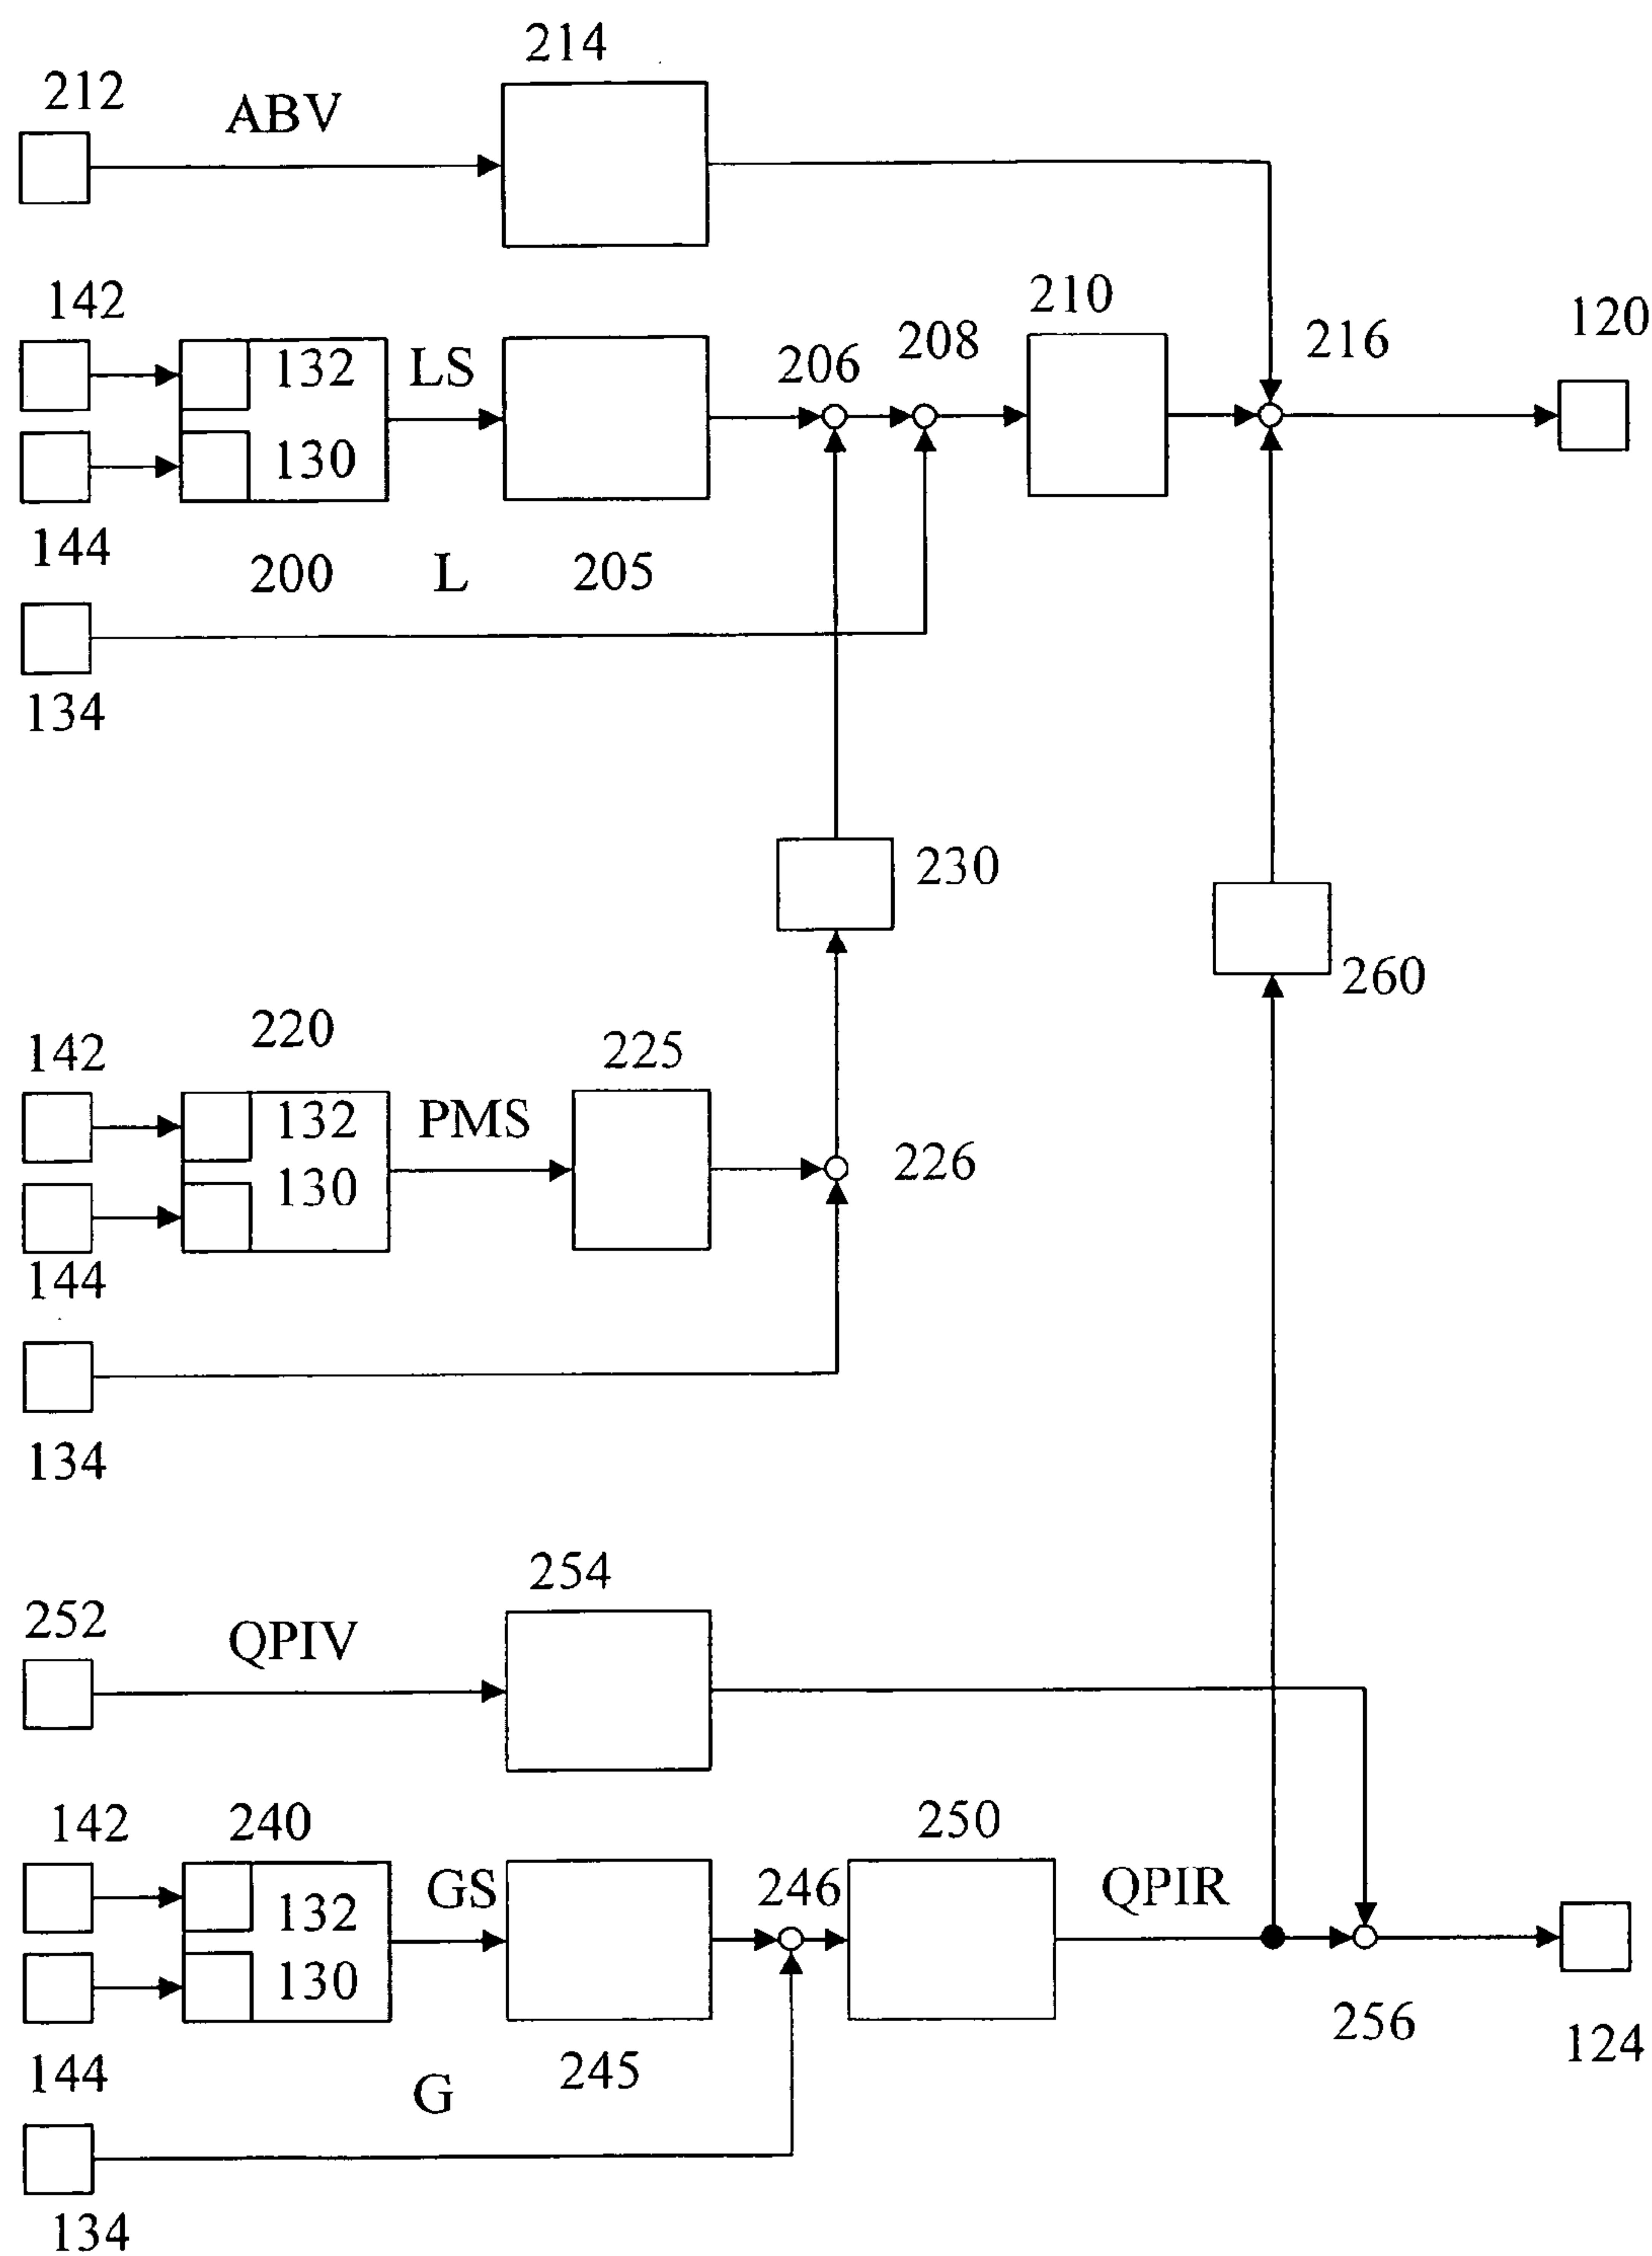 214
212 ABV
142 210 120
206 208 216
132 LS
130
144 200 L 205
134
230
260
220 225
142
132 PMS
130 226
144
134
254
252 QPIV
142 240 250
132 GS 246 QPIR
130
256
144 245 124
G
134